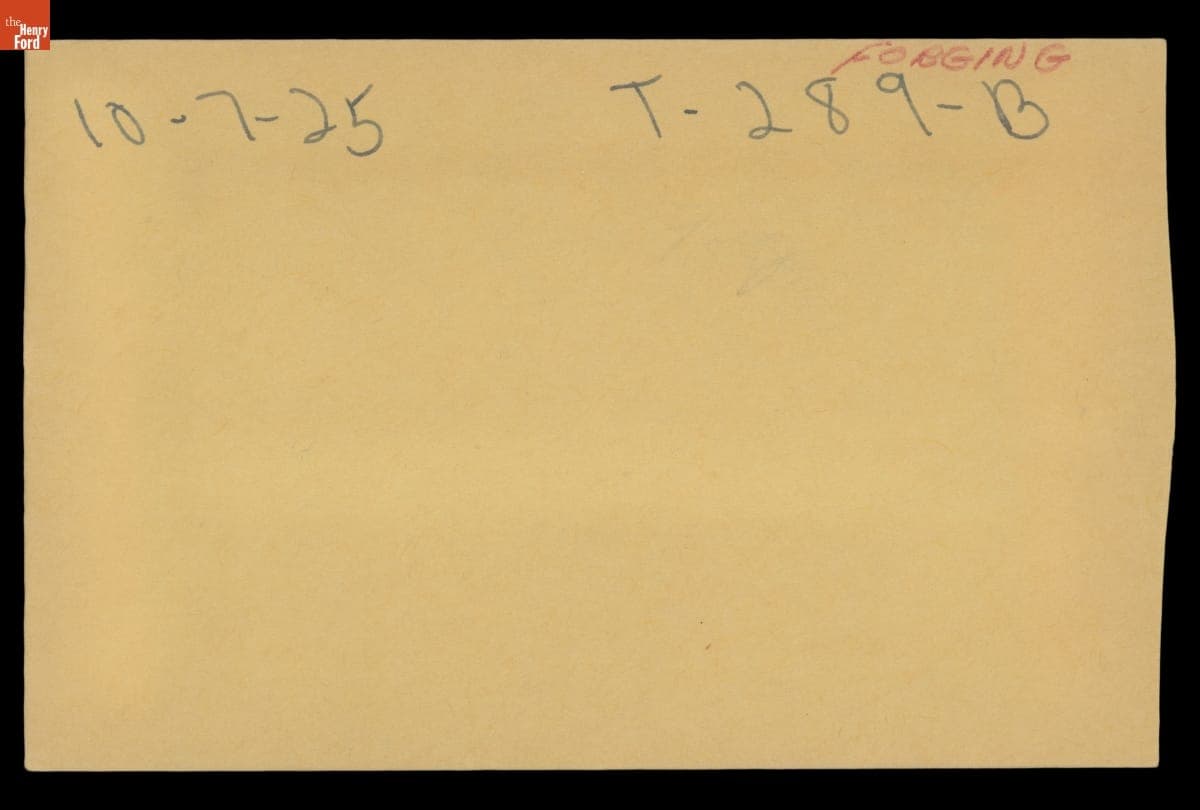 the
Henry
Ford
FORGING
10-7-25 T-289-B